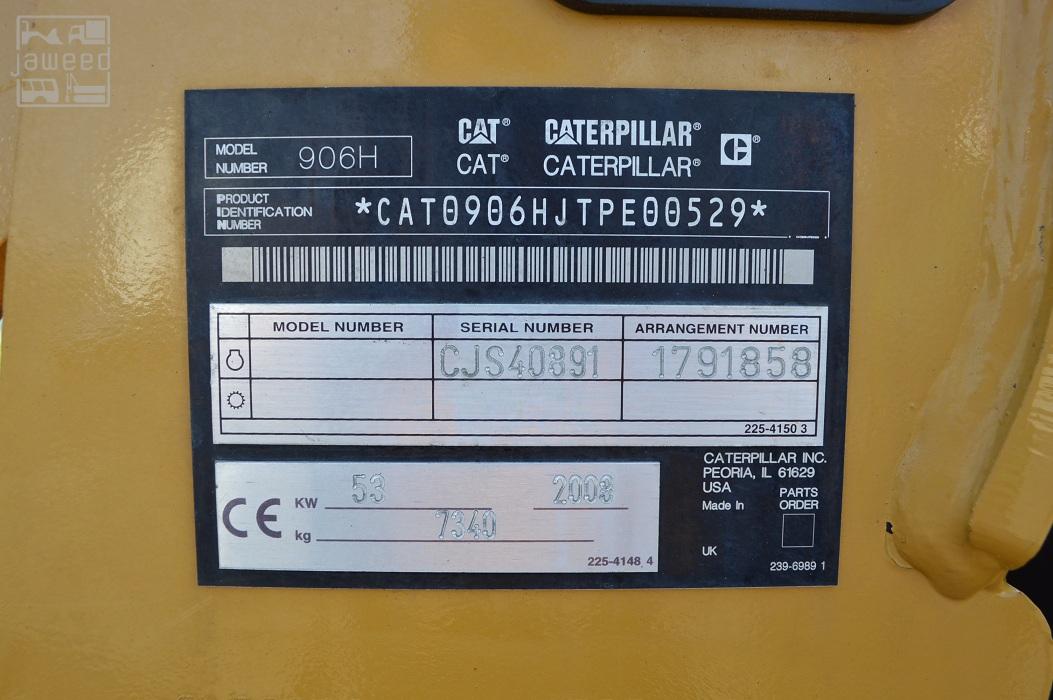 jaweed
MODEL NUMBER 906H
CAT® CATERPILLAR® C®
CAT® CATERPILLAR®
PRODUCT IDENTIFICATION NUMBER *CAT0906HJTPE00529*
MODEL NUMBER SERIAL NUMBER ARRANGEMENT NUMBER
CJS40891 1791858
225-4150 3
CE KW 53 2008
kg 7340
225-4148 4
CATERPILLAR INC.
PEORIA, IL 61629
USA
Made In
UK
PARTS
ORDER
239-6989 1